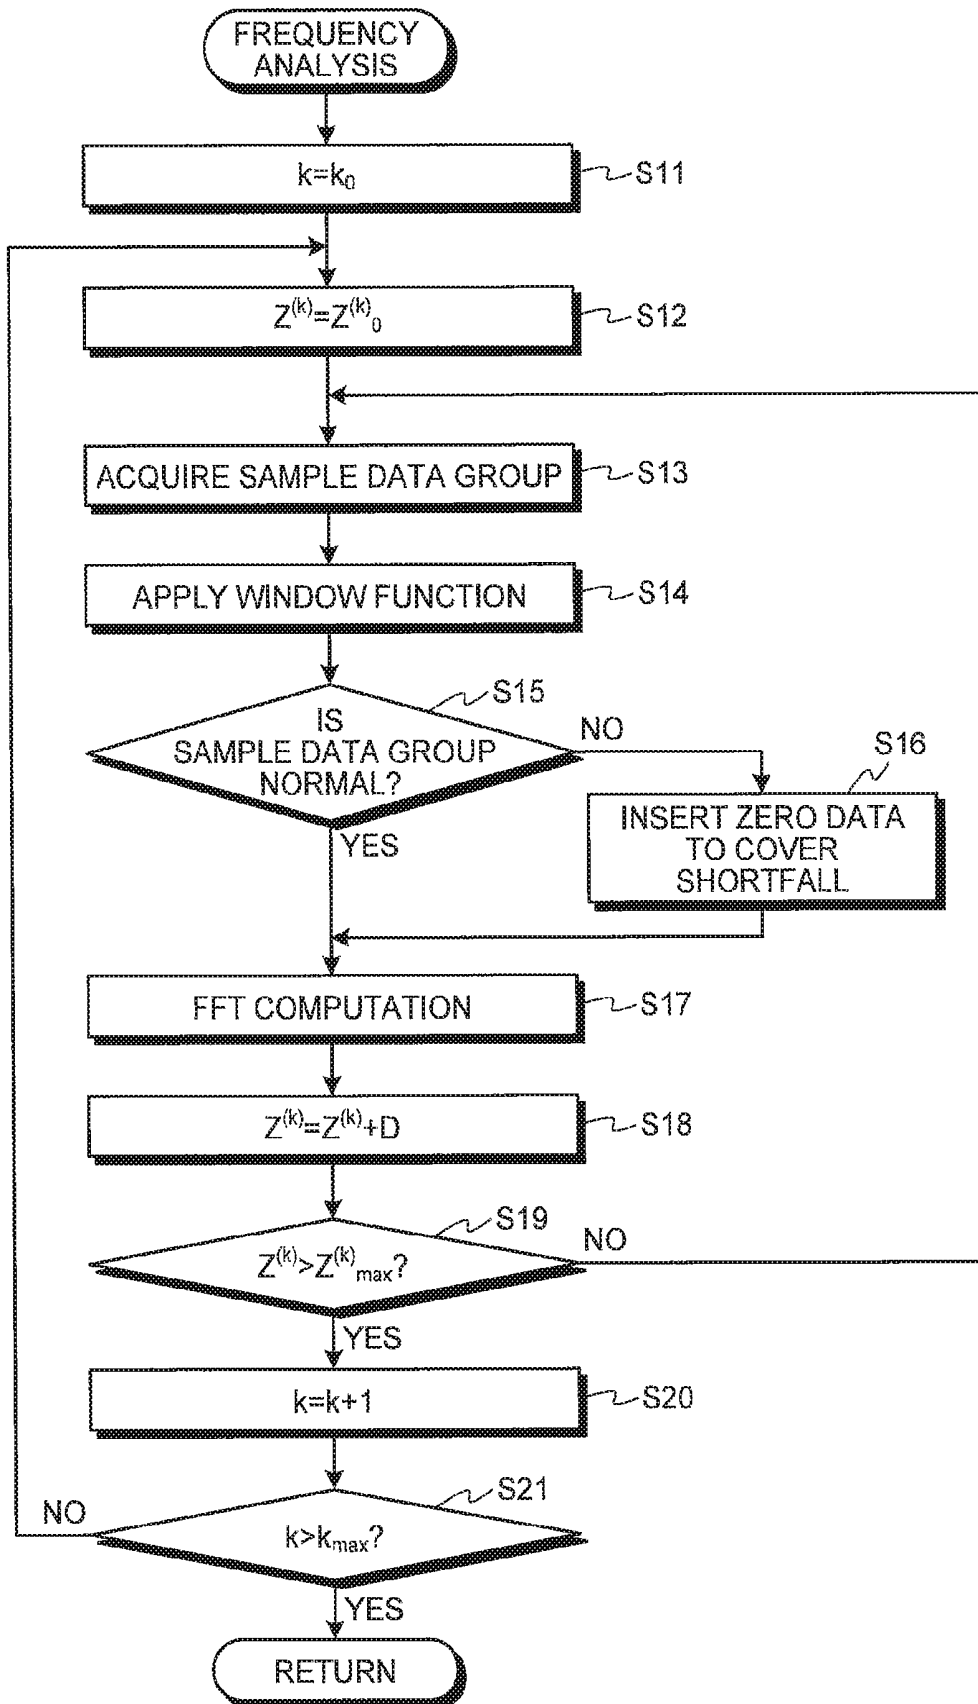 FREQUENCY
ANALYSIS
k=k₀
S11
Z⁽ᵏ⁾=Z⁽ᵏ⁾₀
S12
ACQUIRE SAMPLE DATA GROUP
S13
APPLY WINDOW FUNCTION
S14
S15
IS
SAMPLE DATA GROUP
NORMAL?
NO
YES
S16
INSERT ZERO DATA
TO COVER
SHORTFALL
FFT COMPUTATION
S17
Z⁽ᵏ⁾=Z⁽ᵏ⁾+D
S18
S19
Z⁽ᵏ⁾>Z⁽ᵏ⁾max?
NO
YES
k=k+1
S20
S21
NO
k>kmax?
YES
RETURN